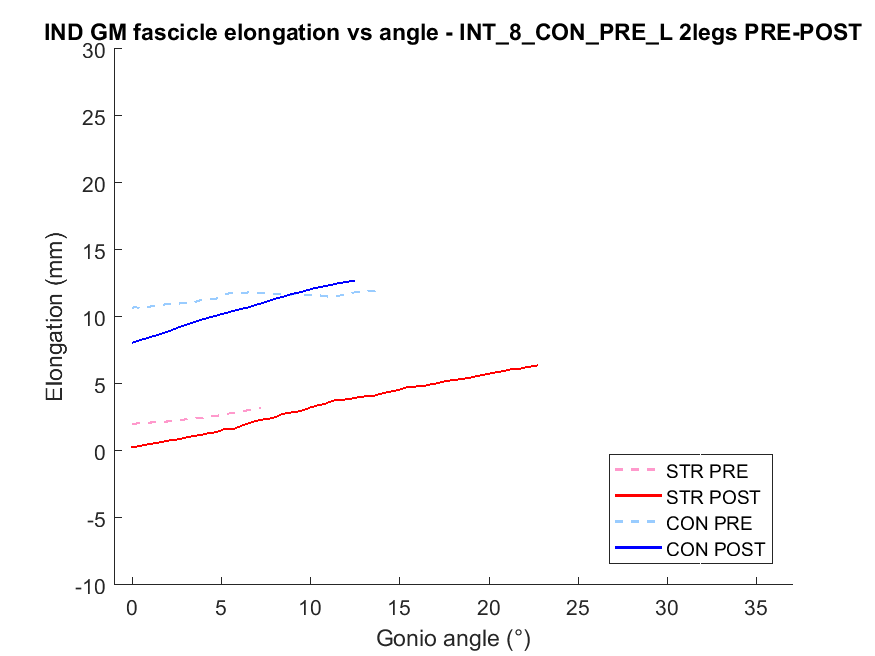 IND GM fascicle elongation vs angle - INT_8_CON_PRE_L 2legs PRE-POST
30
25
20
15
10
5
0
-5
-10
Elongation (mm)
0 5 10 15 20 25 30 35
Gonio angle (°)
STR PRE
STR POST
CON PRE
CON POST